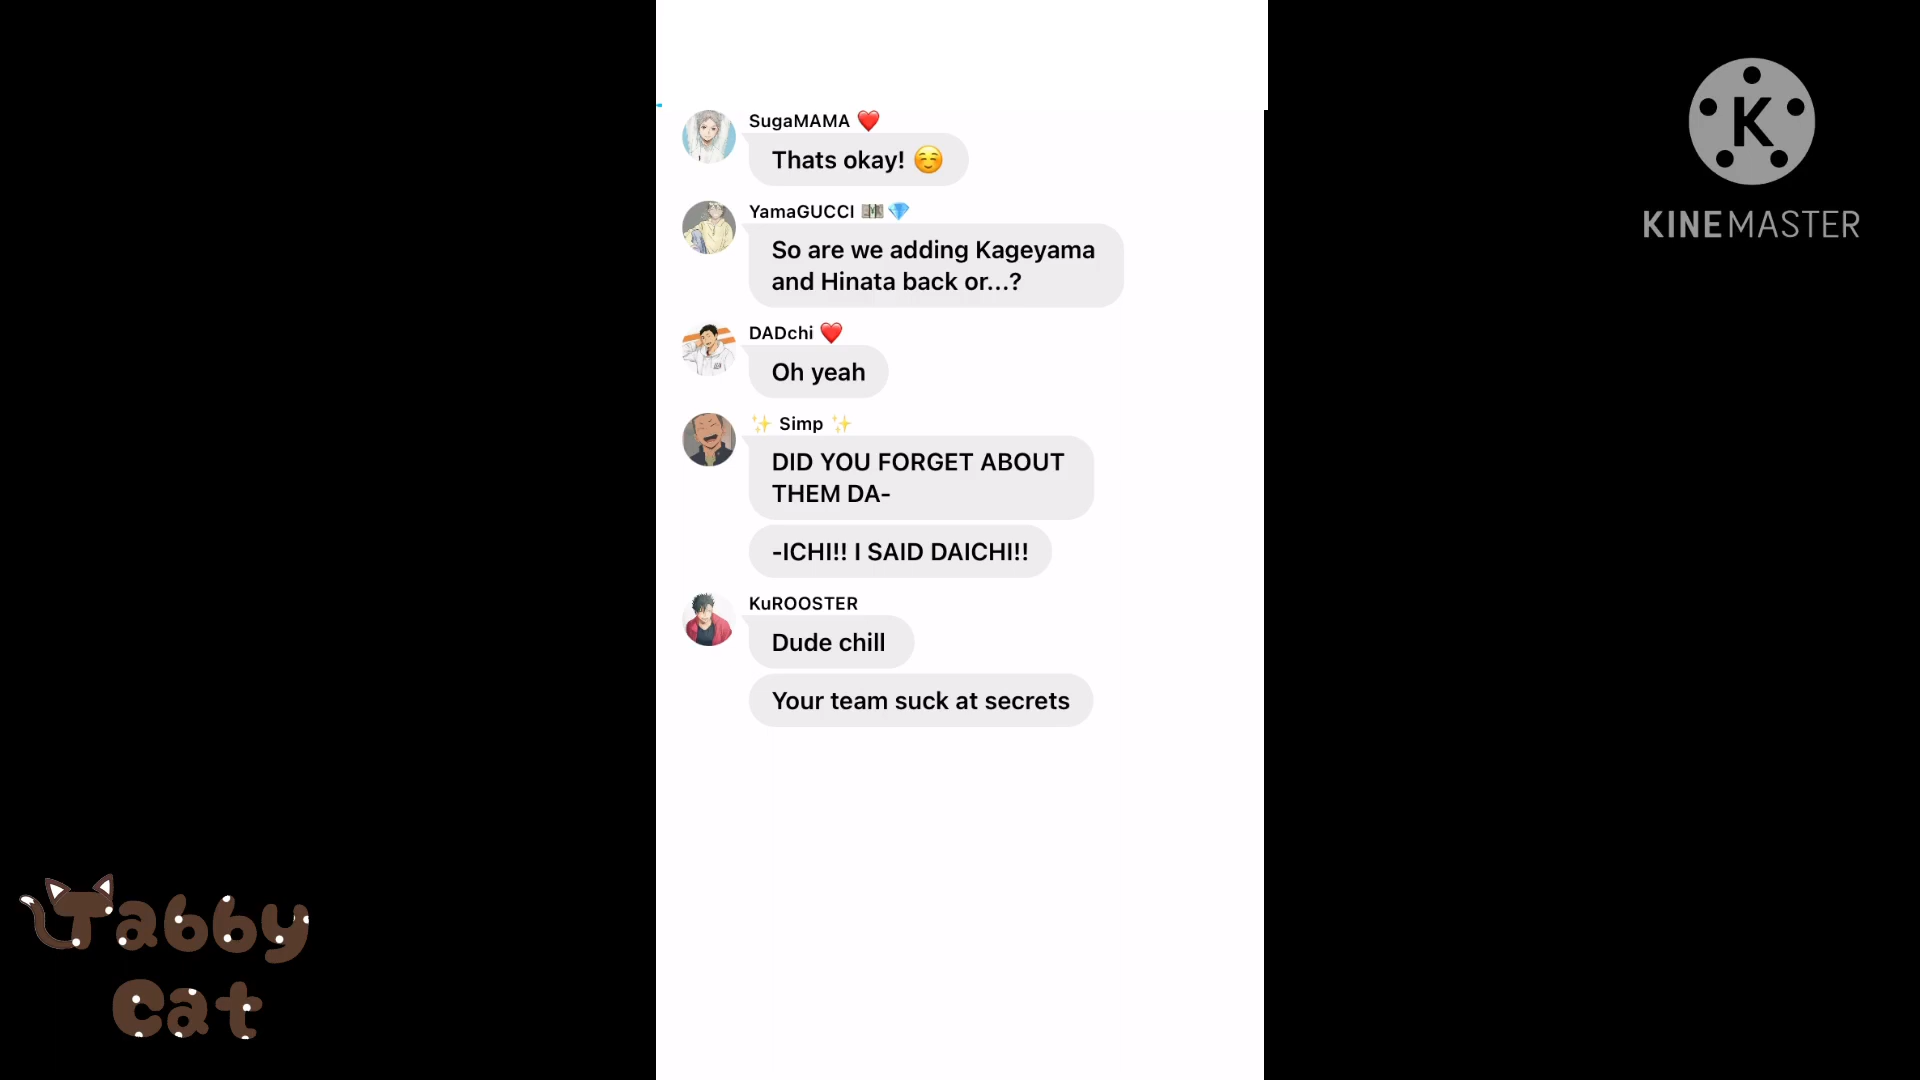 SugaMAMA ❤️
Thats okay! ☺️
YamaGUCCI 💵💎
So are we adding Kageyama
and Hinata back or...?
DADchi ❤️
Oh yeah
✨ Simp ✨
DID YOU FORGET ABOUT
THEM DA-
-ICHI!! I SAID DAICHI!!
KuROOSTER
Dude chill
Your team suck at secrets
K
KINEMASTER
Tabby
Cat